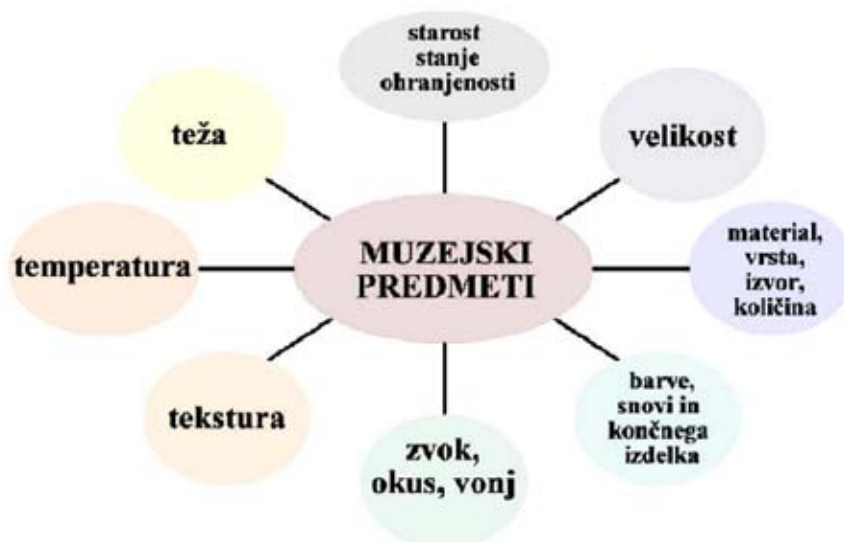 starost
stanje
ohranjenosti
teža
velikost
MUZEJSKI
PREDMETI
temperatura
material,
vrsta,
izvor,
količina
tekstura
barve,
snovi in
končnega
izdelka
zvok,
okus, vonj